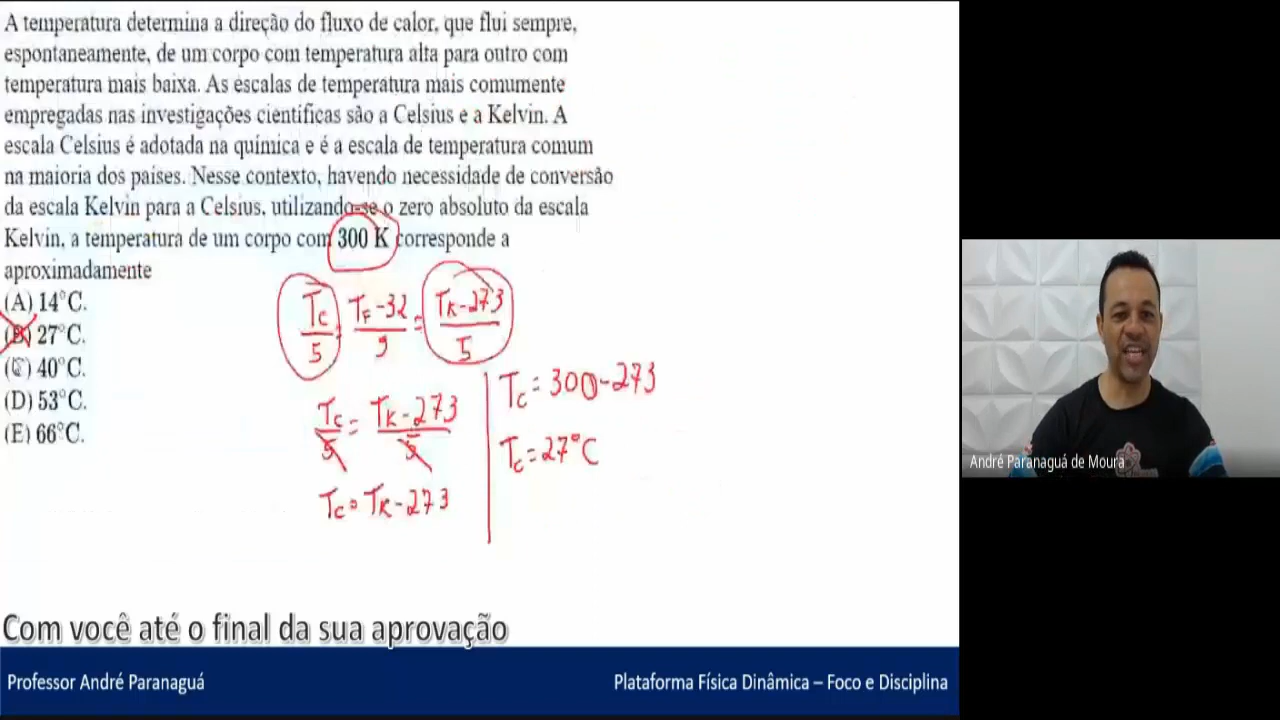 A temperatura determina a direção do fluxo de calor, que flui sempre,
espontaneamente, de um corpo com temperatura alta para outro com
temperatura mais baixa. As escalas de temperatura mais comumente
empregadas nas investigações científicas são a Celsius e a Kelvin. A
escala Celsius é adotada na química e é a escala de temperatura comum
na maioria dos países. Nesse contexto, havendo necessidade de conversão
da escala Kelvin para a Celsius, utilizando-se o zero absoluto da escala
Kelvin, a temperatura de um corpo com 300 K corresponde a
aproximadamente
(A) 14°C.
(B) 27°C.
(C) 40°C.
(D) 53°C.
(E) 66°C.
Tc/5 = TF-32/9 = TK-273/5
Tc/5 = TK-273/5
Tc = TK-273
Tc = 300-273
Tc = 27°C
André Paranaguá de Moura
Com você até o final da sua aprovação
Professor André Paranaguá
Plataforma Física Dinâmica – Foco e Disciplina